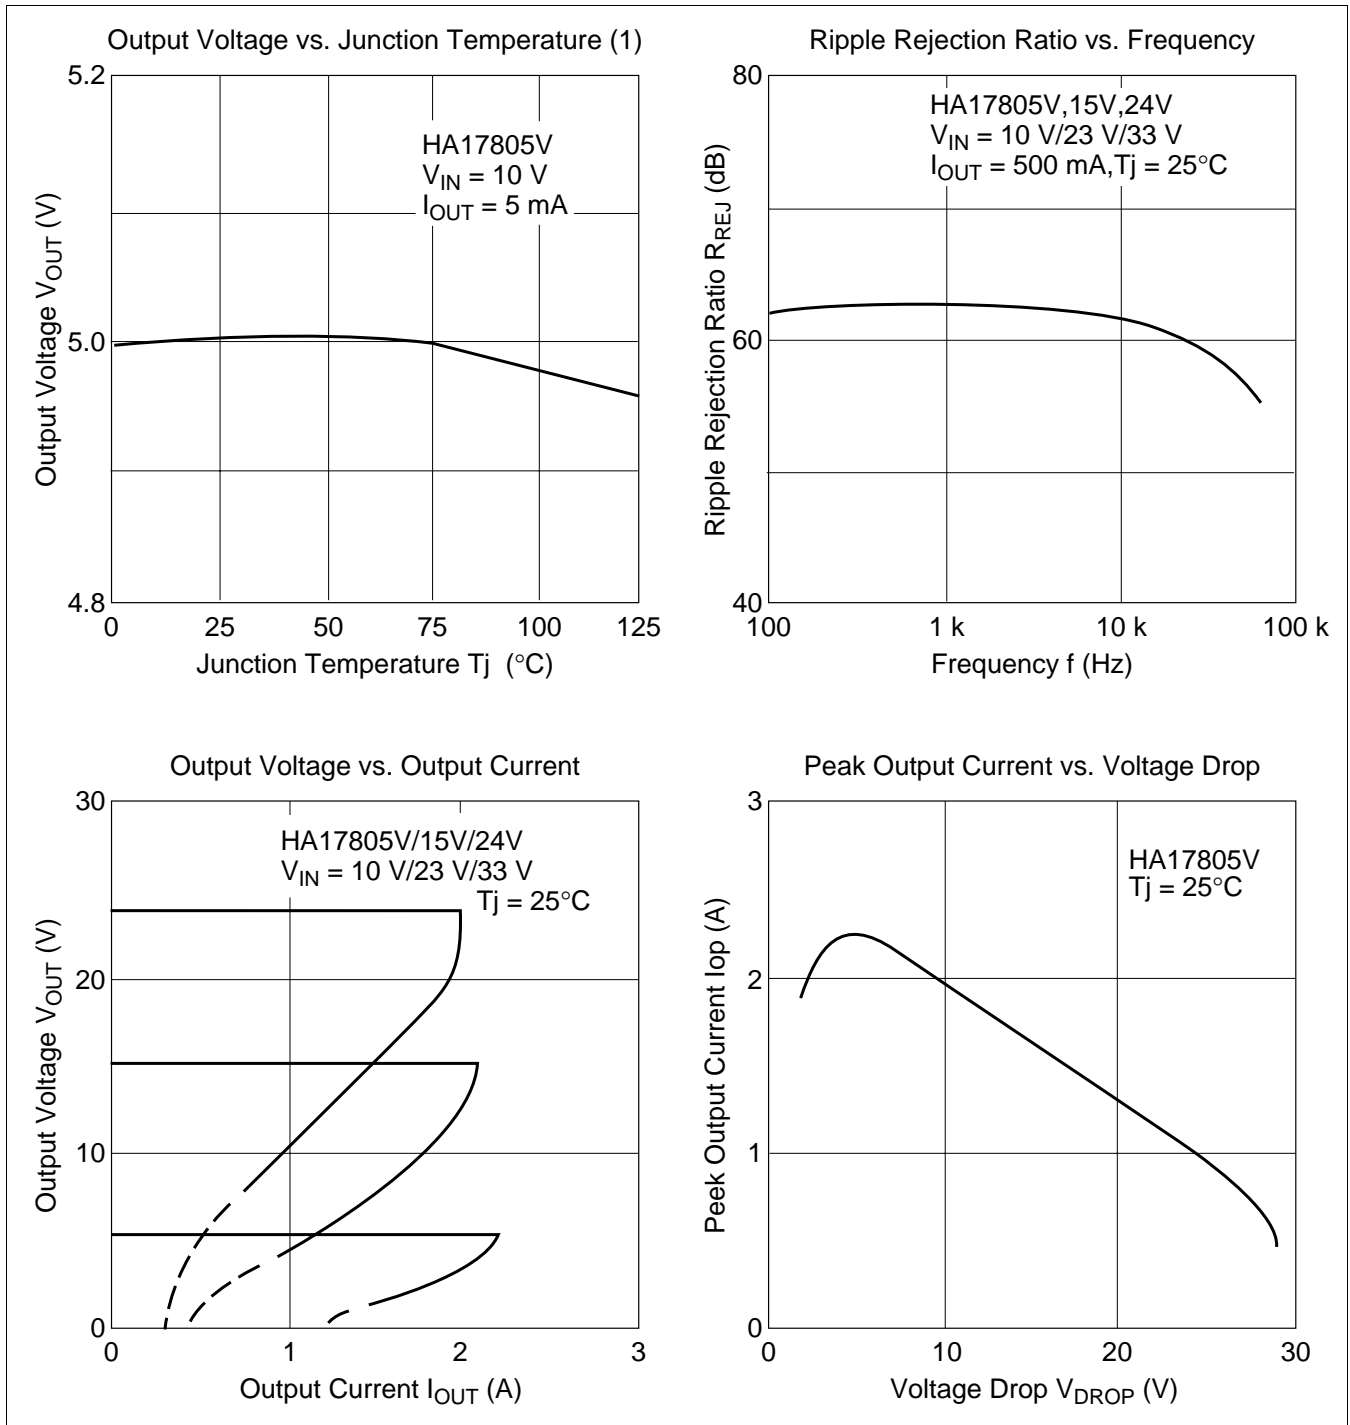 Output Voltage vs. Junction Temperature (1)
5.2
5.0
4.8
Output Voltage VOUT (V)
HA17805V
VIN = 10 V
IOUT = 5 mA
0 25 50 75 100 125
Junction Temperature Tj (°C)
Ripple Rejection Ratio vs. Frequency
80
60
40
Ripple Rejection Ratio RREJ (dB)
HA17805V,15V,24V
VIN = 10 V/23 V/33 V
IOUT = 500 mA,Tj = 25°C
100 1 k 10 k 100 k
Frequency f (Hz)
Output Voltage vs. Output Current
30
20
10
0
Output Voltage VOUT (V)
HA17805V/15V/24V
VIN = 10 V/23 V/33 V
Tj = 25°C
0 1 2 3
Output Current IOUT (A)
Peak Output Current vs. Voltage Drop
3
2
1
0
Peek Output Current Iop (A)
HA17805V
Tj = 25°C
0 10 20 30
Voltage Drop VDROP (V)